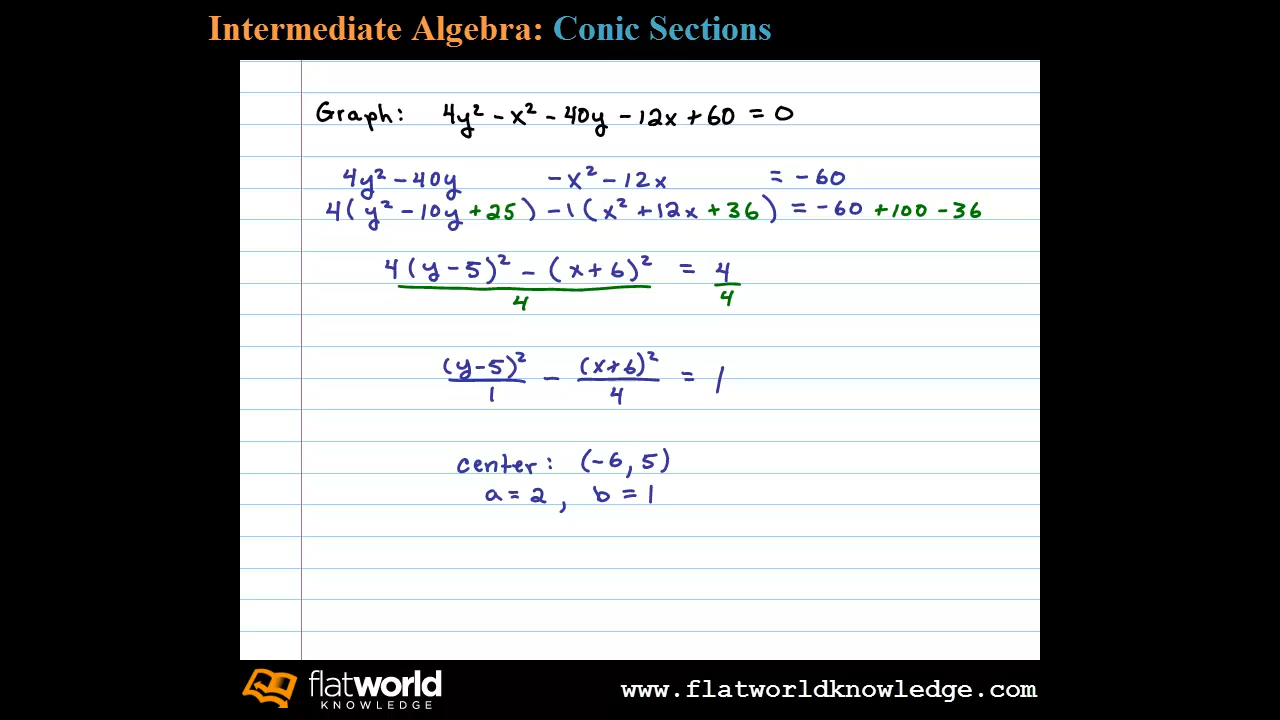 Intermediate Algebra: Conic Sections
Graph: 4y² - x² - 40y - 12x + 60 = 0
4y² - 40y - x² - 12x = -60
4(y² - 10y + 25) - 1(x² + 12x + 36) = -60 + 100 - 36
4(y - 5)² - (x + 6)² = 4
4 4
(y - 5)² - (x + 6)² = 1
1 4
center: (-6, 5)
a = 2, b = 1
flatworld
KNOWLEDGE
www.flatworldknowledge.com